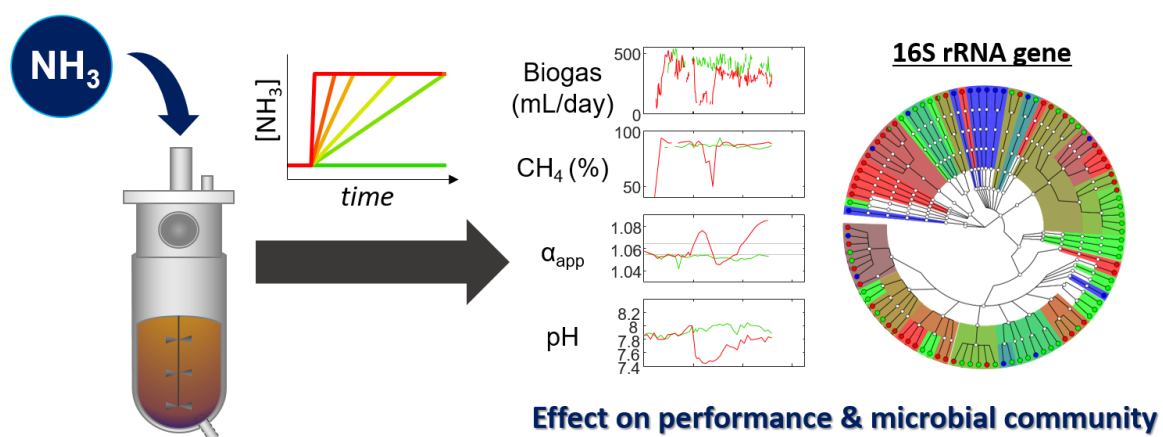 NH₃
[NH₃]
time
Biogas
(mL/day)
500
0
CH₄ (%)
100
50
αapp
1.08
1.06
1.04
pH
8.2
8
7.8
7.6
7.4
16S rRNA gene
Effect on performance & microbial community